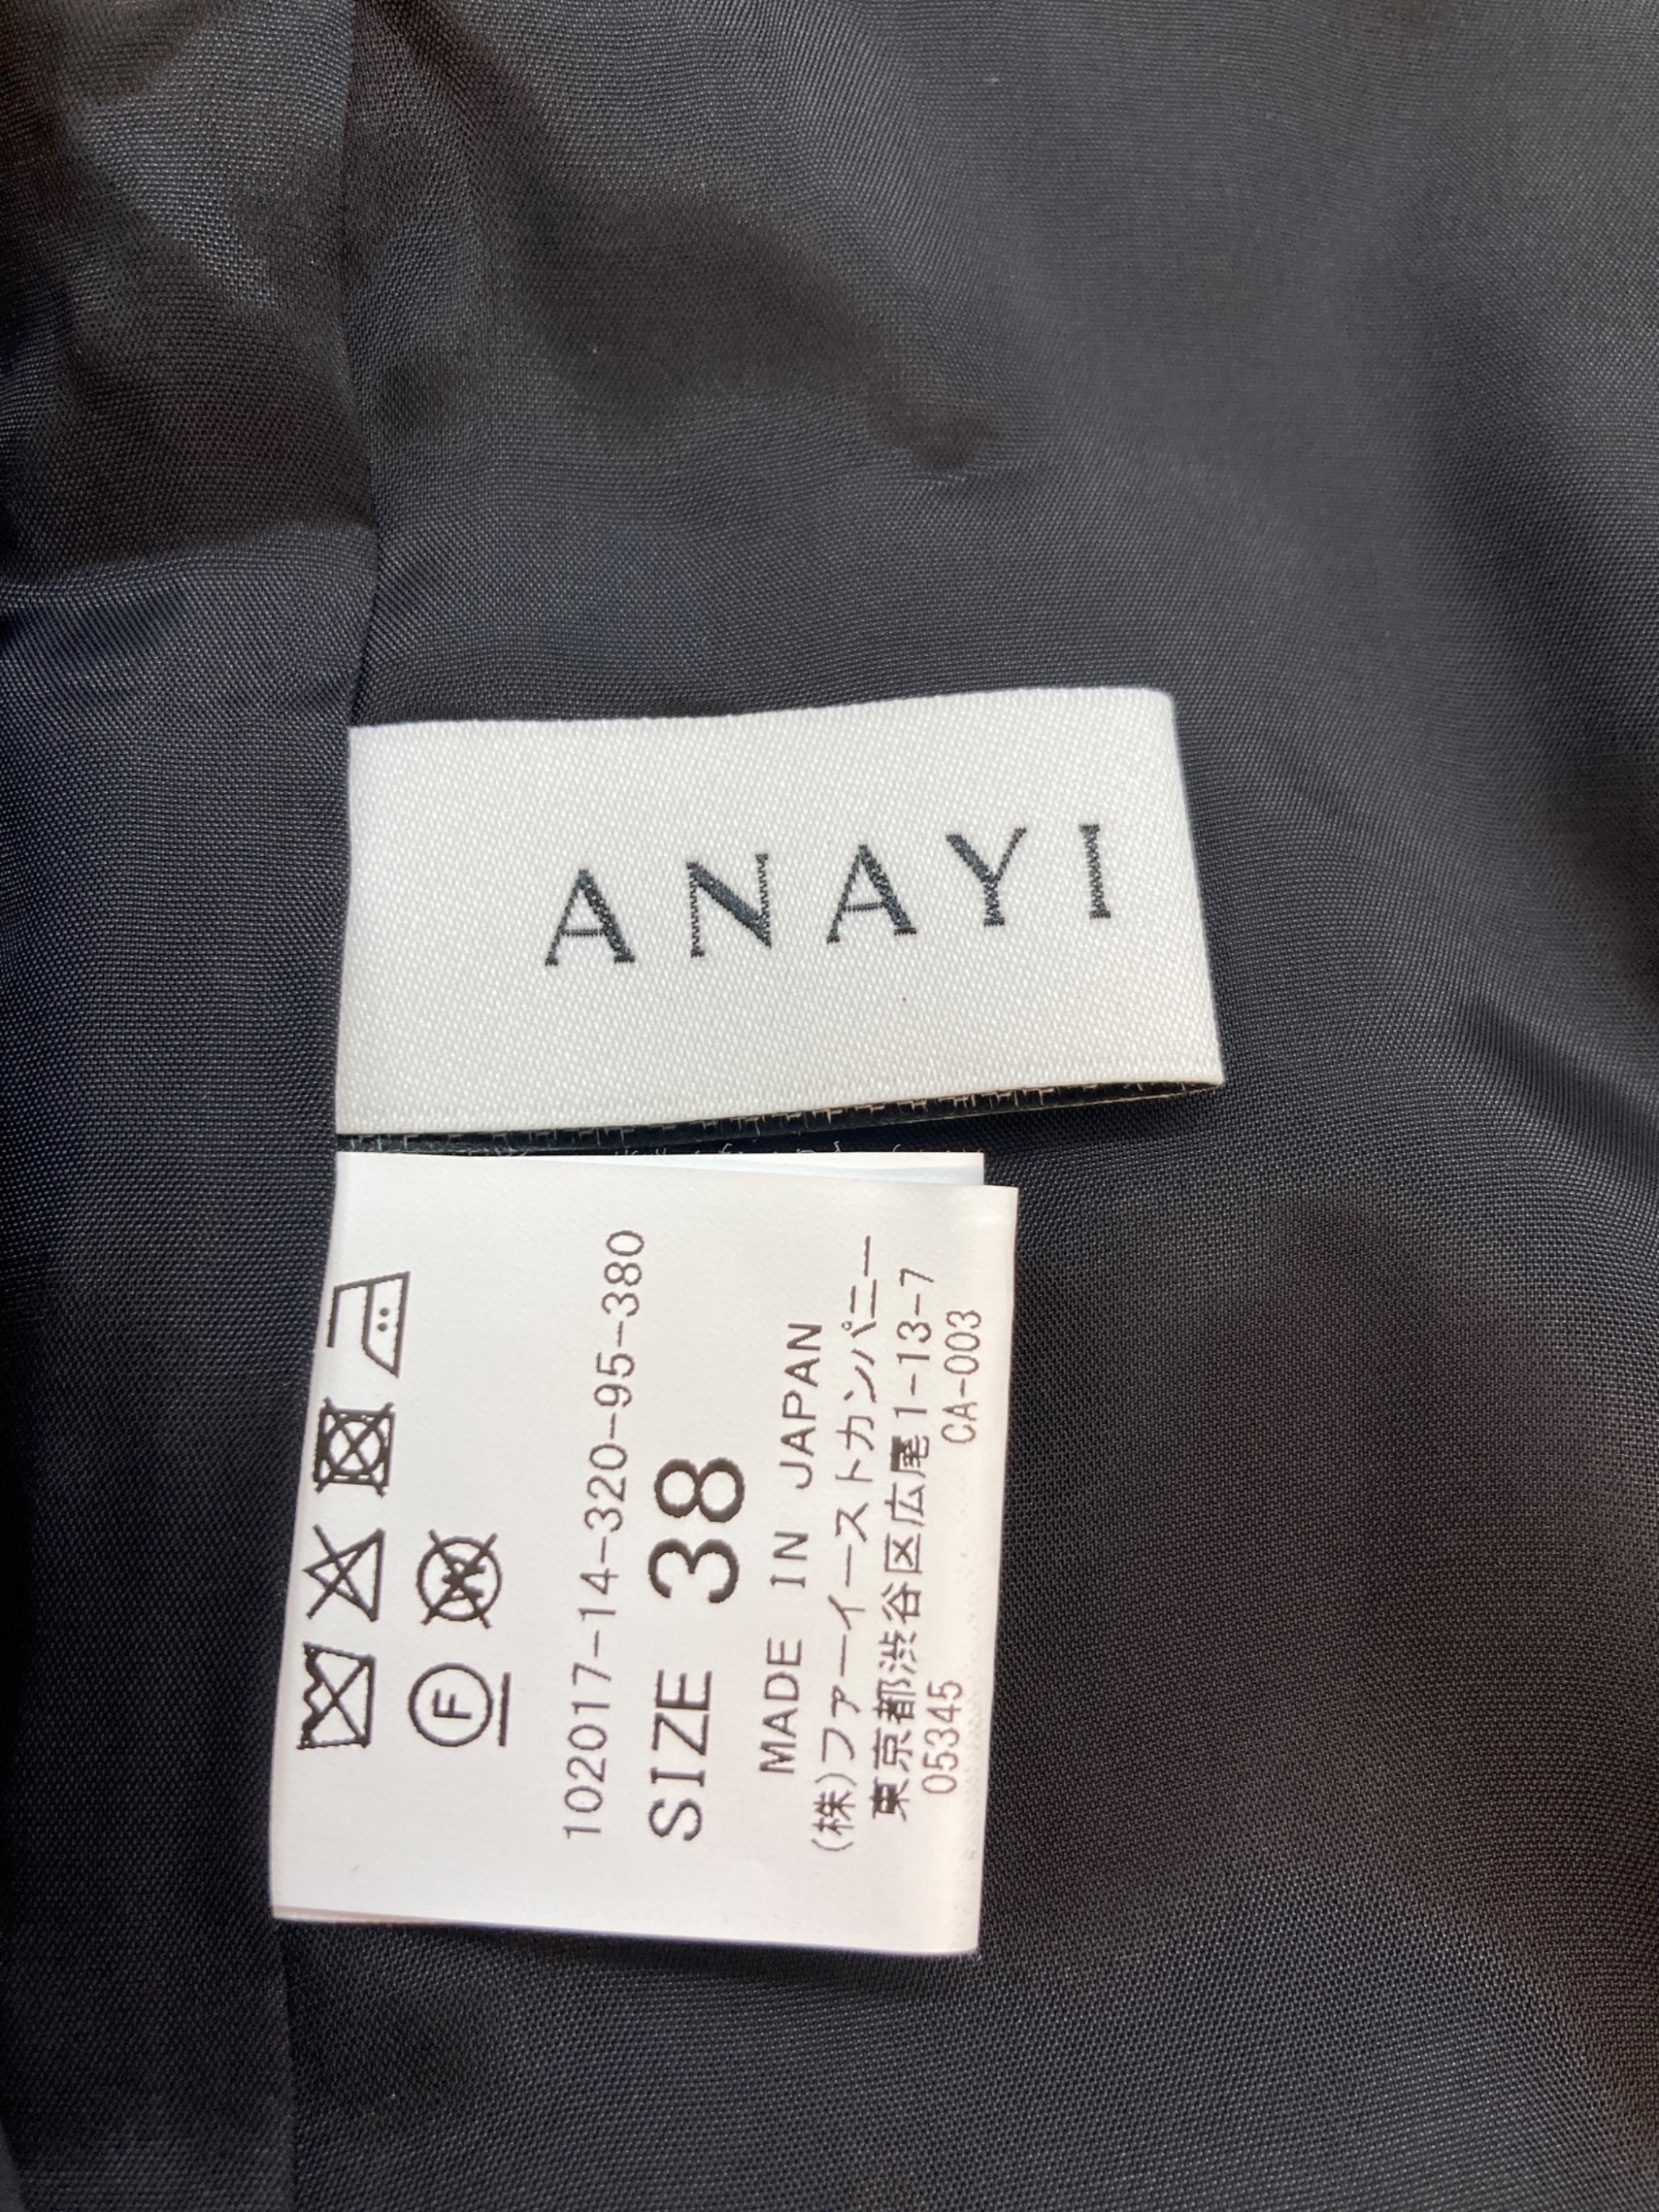 ANAYI
F
W
102017-14-320-95-380
SIZE 38
MADE IN JAPAN
(株)ファーイーストカンパニー
東京都渋谷区広尾1-13-7
05345 CA-003